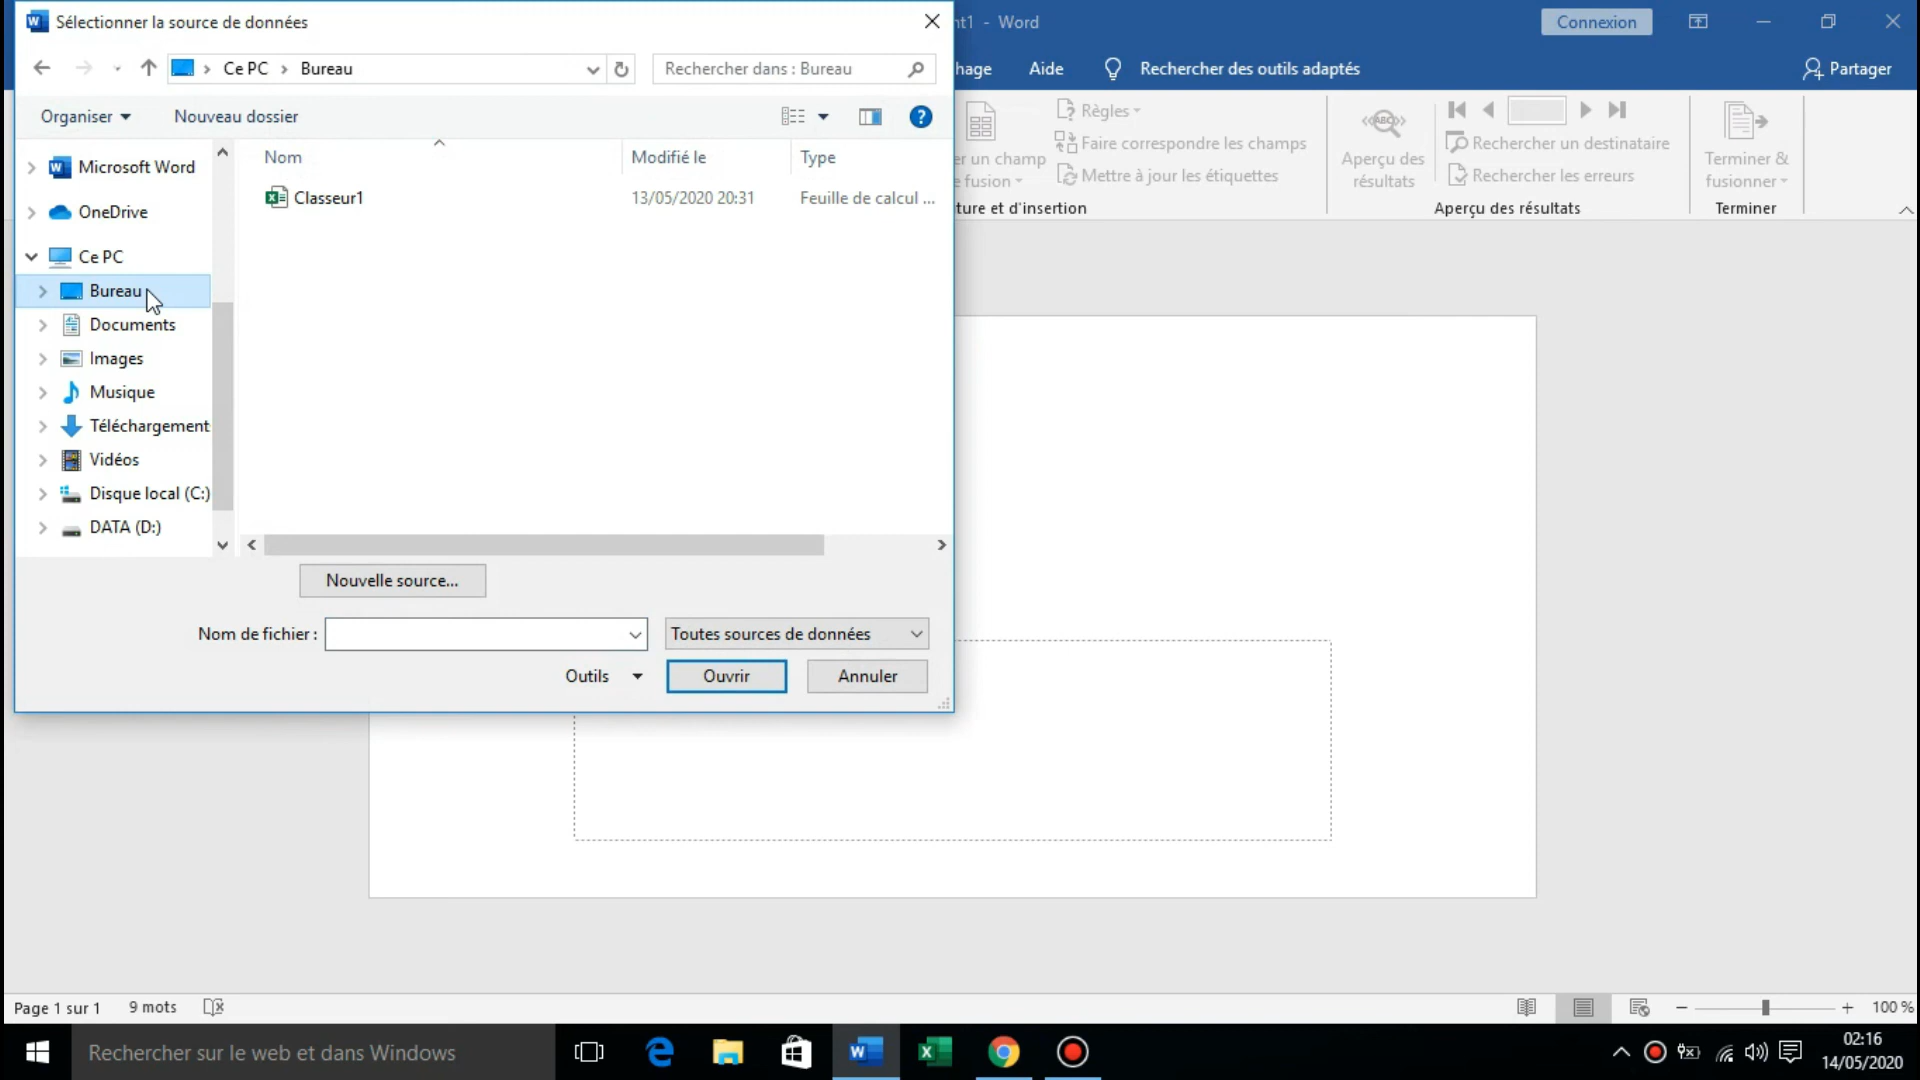 Sélectionner la source de données
nt1 - Word
Connexion
Ce PC
Bureau
Rechercher dans : Bureau
hage
Aide
Rechercher des outils adaptés
Partager
Organiser
Nouveau dossier
Nom
Modifié le
Type
Microsoft Word
Classeur1
13/05/2020 20:31
Feuille de calcul ...
OneDrive
Ce PC
Bureau
Documents
Images
Musique
Téléchargement
Vidéos
Disque local (C:)
DATA (D:)
Nouvelle source...
Nom de fichier :
Toutes sources de données
Outils
Ouvrir
Annuler
er un champ
e fusion
Règles
Faire correspondre les champs
Mettre à jour les étiquettes
ture et d'insertion
ABC
Aperçu des
résultats
Rechercher un destinataire
Rechercher les erreurs
Aperçu des résultats
Terminer &
fusionner
Terminer
Page 1 sur 1
9 mots
100 %
Rechercher sur le web et dans Windows
02:16
14/05/2020